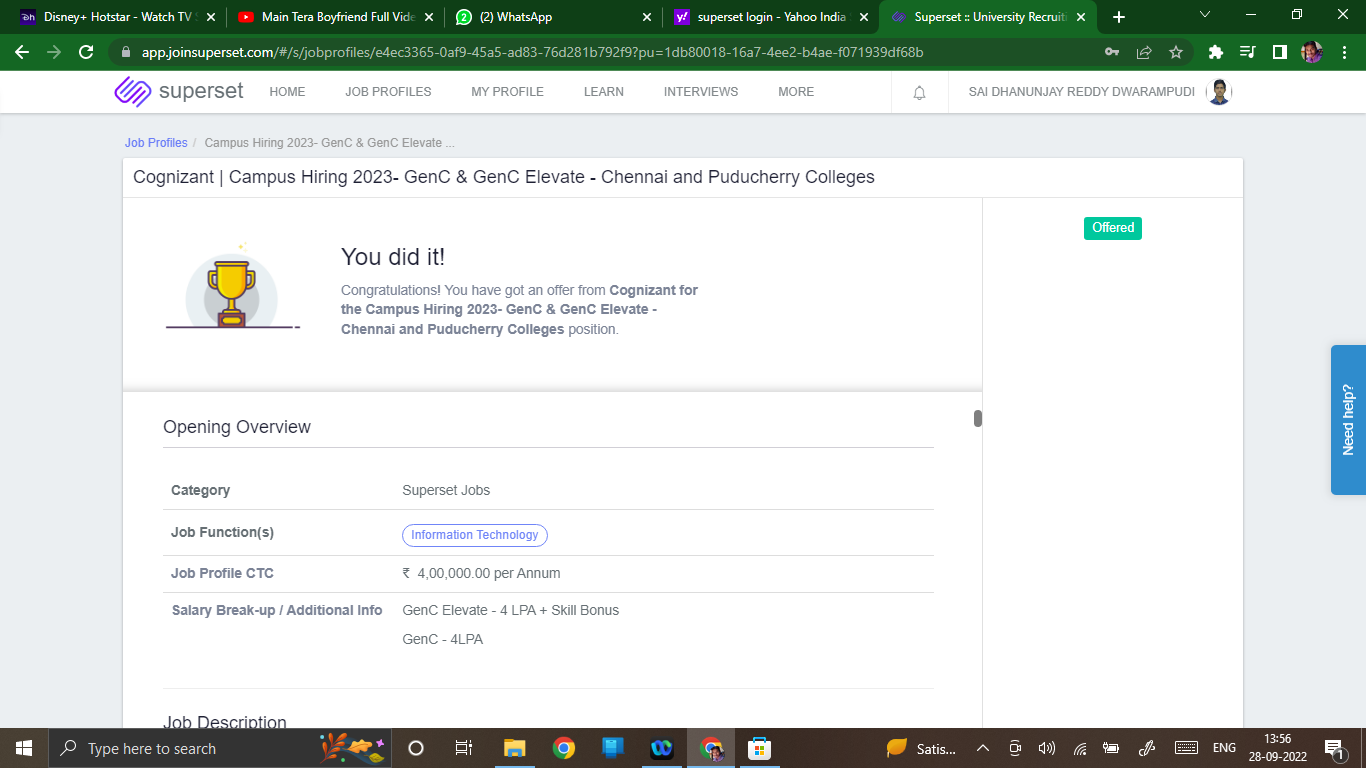 Disney+ Hotstar - Watch TV S
Main Tera Boyfriend Full Vide
(2) WhatsApp
superset login - Yahoo India
Superset :: University Recruiti
app.joinsuperset.com/#/s/jobprofiles/e4ec3365-0af9-45a5-ad83-76d281b792f9?pu=1db80018-16a7-4ee2-b4ae-f071939df68b
superset HOME JOB PROFILES MY PROFILE LEARN INTERVIEWS MORE SAI DHANUNJAY REDDY DWARAMPUDI
Job Profiles / Campus Hiring 2023- GenC & GenC Elevate ...
Cognizant | Campus Hiring 2023- GenC & GenC Elevate - Chennai and Puducherry Colleges
Offered
You did it!
Congratulations! You have got an offer from Cognizant for
the Campus Hiring 2023- GenC & GenC Elevate -
Chennai and Puducherry Colleges position.
Need help?
Opening Overview
Category Superset Jobs
Job Function(s) Information Technology
Job Profile CTC ₹ 4,00,000.00 per Annum
Salary Break-up / Additional Info GenC Elevate - 4 LPA + Skill Bonus
GenC - 4LPA
Job Description
Type here to search
Satis...
ENG
13:56
28-09-2022
1